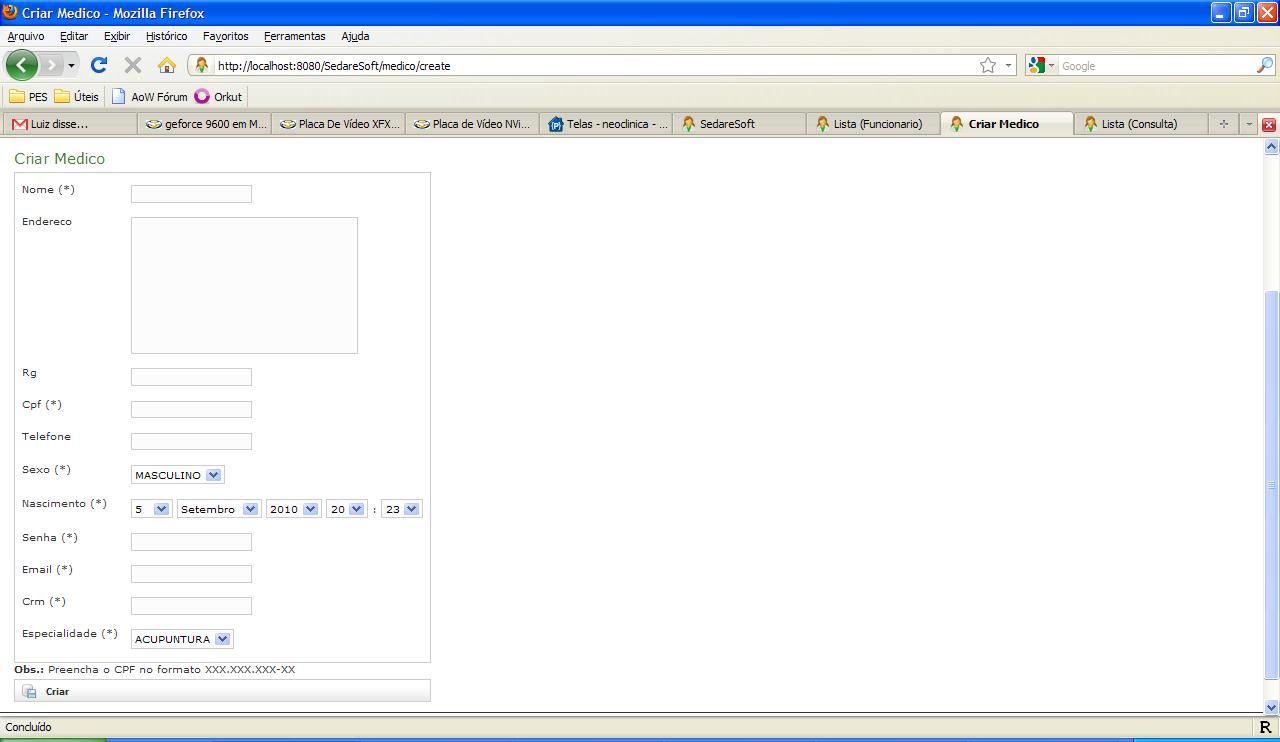 Criar Medico - Mozilla Firefox
Arquivo Editar Exibir Histórico Favoritos Ferramentas Ajuda
http://localhost:8080/SedareSoft/medico/create Google
PES Úteis AoW Fórum Orkut
Luiz disse... geforce 9600 em M... Placa De Vídeo XFX... Placa de Vídeo NVi... Telas - neoclinica - ... SedareSoft Lista (Funcionario) Criar Medico Lista (Consulta)
Criar Medico
Nome (*)
Endereco
Rg
Cpf (*)
Telefone
Sexo (*) MASCULINO
Nascimento (*) 5 Setembro 2010 20 : 23
Senha (*)
Email (*)
Crm (*)
Especialidade (*) ACUPUNTURA
Obs.: Preencha o CPF no formato XXX.XXX.XXX-XX
Criar
Concluído R